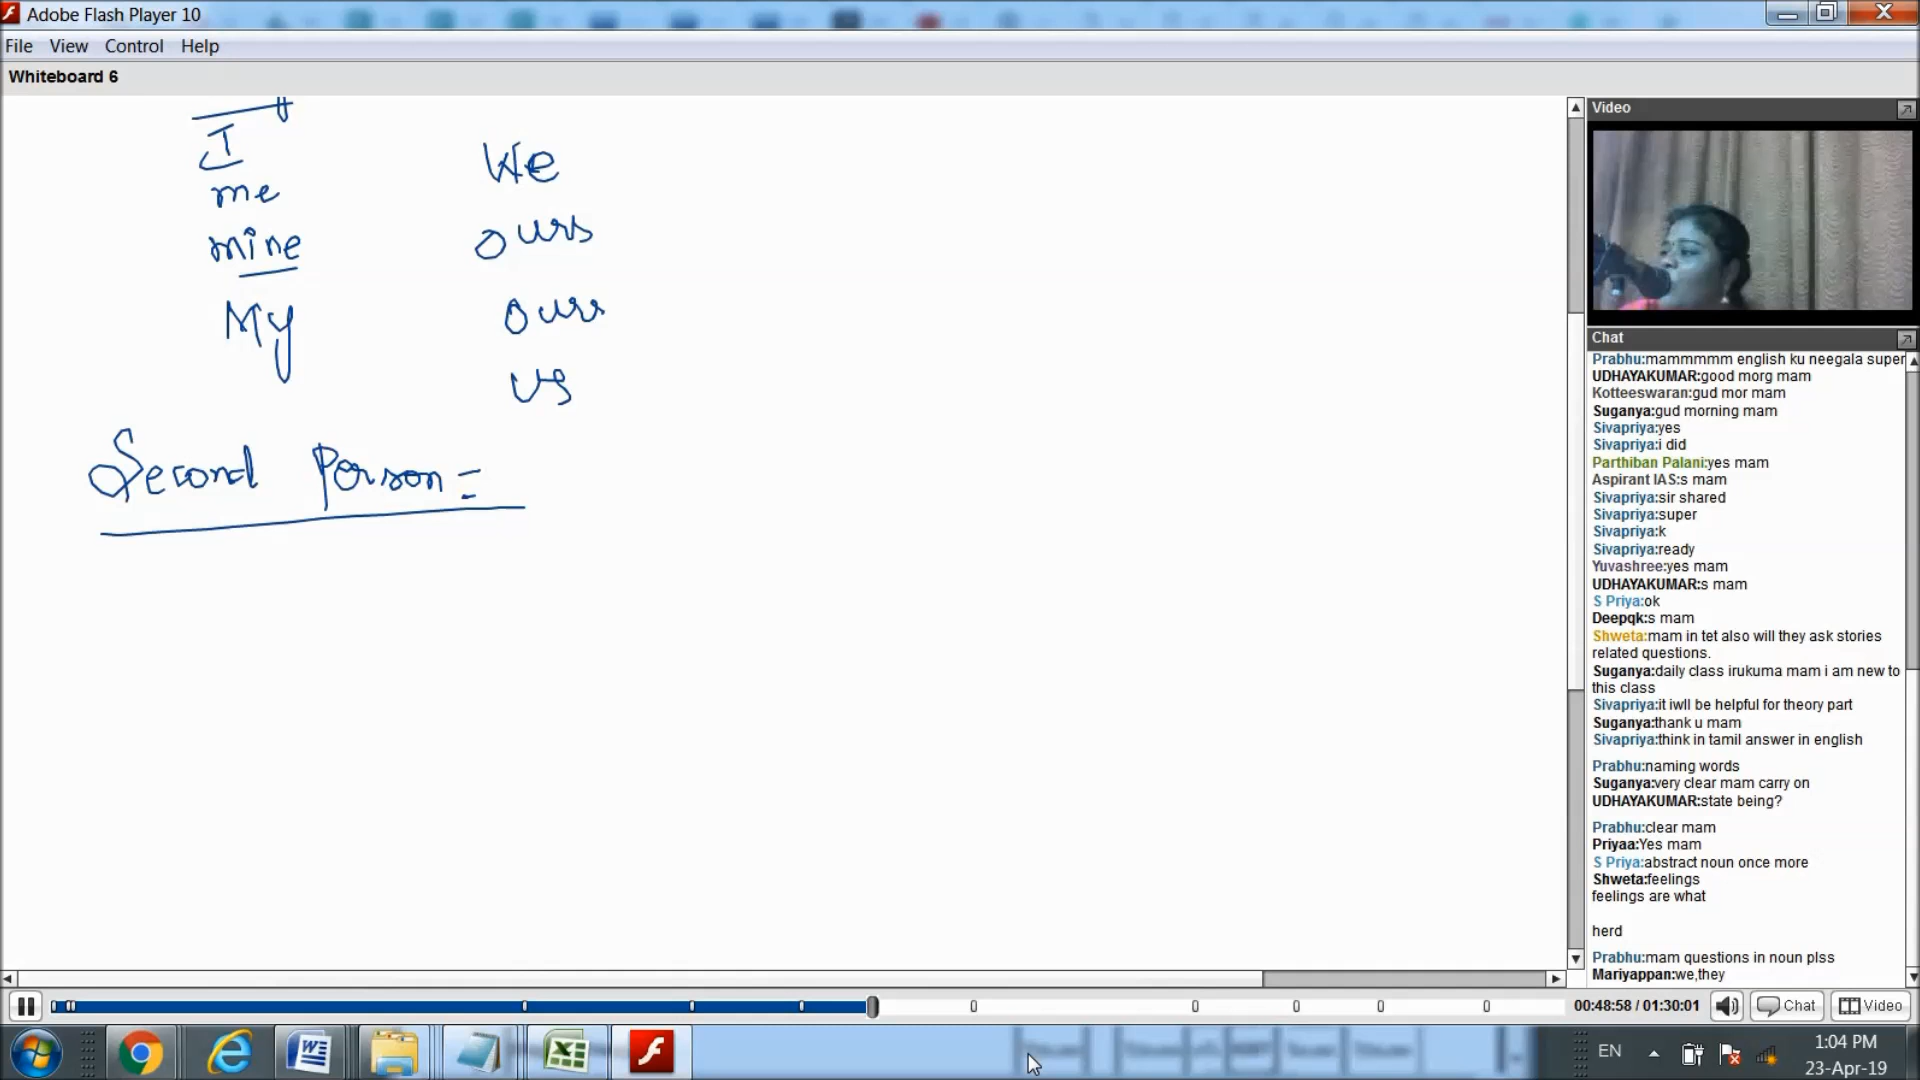 Adobe Flash Player 10
File View Control Help
Whiteboard 6
I
me
mine
My
We
ours
ours
us
Second Person =
Video
Chat
Prabhu:mammmmm english ku neegala super
UDHAYAKUMAR:good morg mam
Kotteeswaran:gud mor mam
Suganya:gud morning mam
Sivapriya:yes
Sivapriya:i did
Parthiban Palani:yes mam
Aspirant IAS:s mam
Sivapriya:sir shared
Sivapriya:super
Sivapriya:k
Sivapriya:ready
Yuvashree:yes mam
UDHAYAKUMAR:s mam
S Priya:ok
Deepqk:s mam
Shweta:mam in tet also will they ask stories
related questions.
Suganya:daily class irukuma mam i am new to
this class
Sivapriya:it iwll be helpful for theory part
Suganya:thank u mam
Sivapriya:think in tamil answer in english
Prabhu:naming words
Suganya:very clear mam carry on
UDHAYAKUMAR:state being?
Prabhu:clear mam
Priyaa:Yes mam
S Priya:abstract noun once more
Shweta:feelings
feelings are what
herd
Prabhu:mam questions in noun plss
Mariyappan:we,they
00:48:58 / 01:30:01 Chat Video
EN 1:04 PM
23-Apr-19